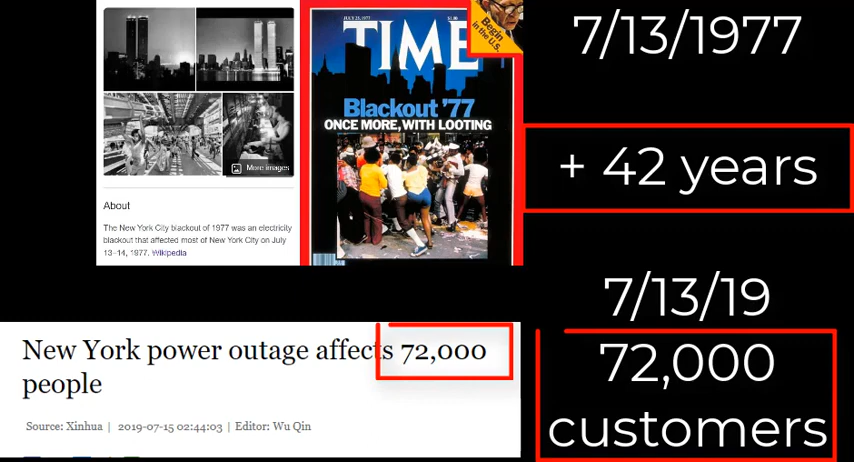 More images
About
The New York City blackout of 1977 was an electricity
blackout that affected most of New York City on July
13–14, 1977. Wikipedia
JULY 25, 1977
$1.00
Begin
in the U.S.
TIME
Blackout '77
ONCE MORE, WITH LOOTING
7/13/1977
+ 42 years
7/13/19
72,000
customers
New York power outage affects 72,000
people
Source: Xinhua | 2019-07-15 02:44:03 | Editor: Wu Qin